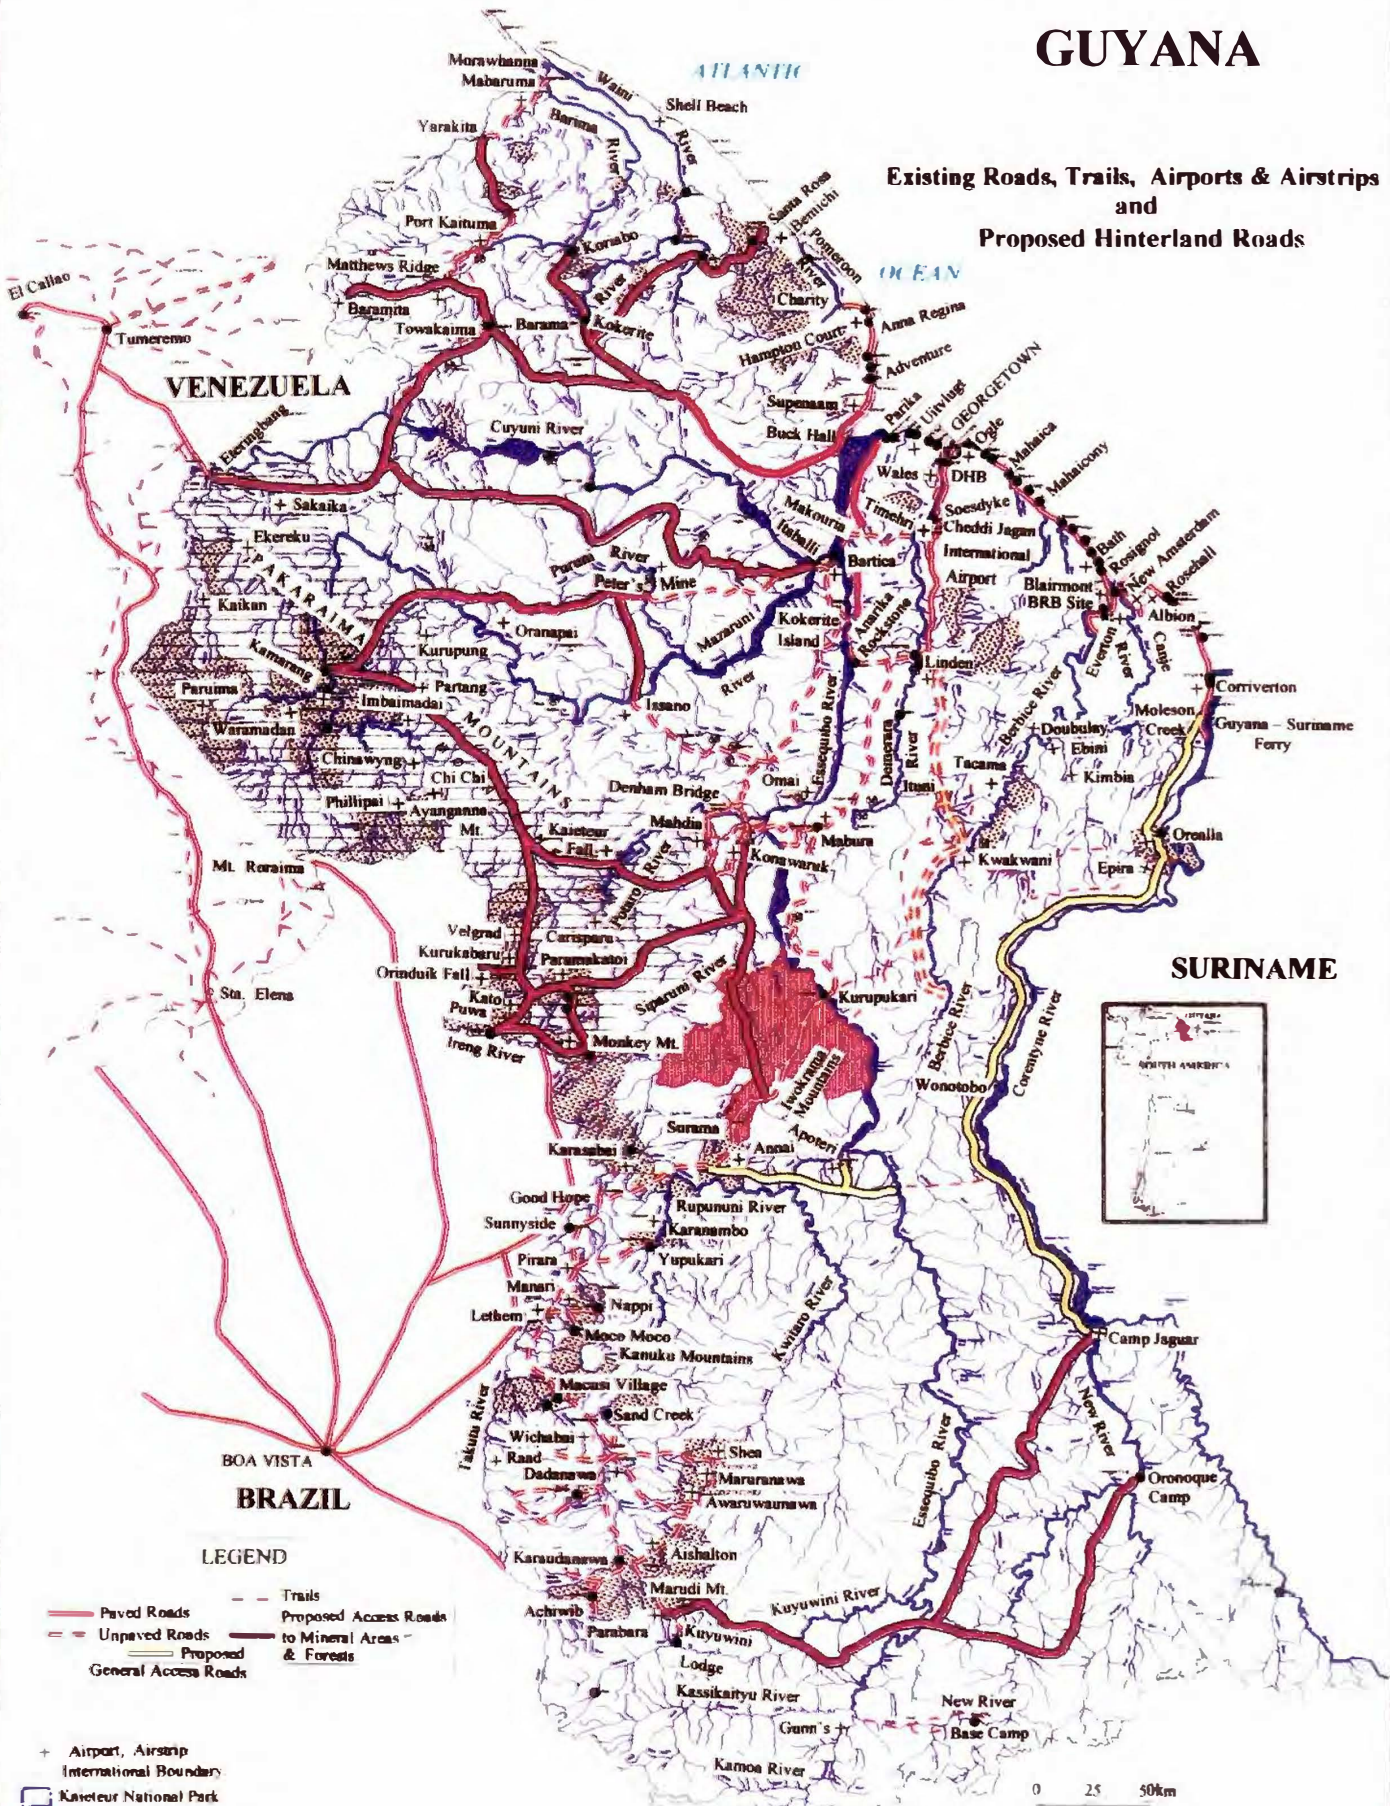 GUYANA
Existing Roads, Trails, Airports & Airstrips
and
Proposed Hinterland Roads
ATLANTIC
OCEAN
Morawhanna
Mabaruma
Waini
River
Shell Beach
Yarakita
Barima
River
Santa Rosa
Port Kaituma
Koriabo
Pomeroon
River
Matthews Ridge
River
El Callao
Charity
Baramita
Anna Regina
Tumeremo
Towakaima
Barama
Kokerite
Hampton Court
Adventure
VENEZUELA
Supenaam
Parika
Uitvlugt
GEORGETOWN
Ogle
Eteringbang
Cuyuni River
Buck Hall
Mahaica
Wales
DHB
Mahaicony
Sakaika
Makouria
Timehri
Soesdyke
Cheddi Jagan
International
Airport
Ekereku
Itaballi
Bath
Rosignol
New Amsterdam
Rosehall
PAKARAIMA
Puruni
River
Bartica
Peter's
Mine
Blairmont
BRB Site
Kaikan
Albion
Mazaruni
River
Kokerite
Island
Anarika
Rockstone
Oranapai
Everton
Canje
River
Kamarang
Kurupung
Linden
Paruima
Partang
Imbaimadai
Issano
Essequibo River
Berbice River
Corriverton
Moleson
Creek
Guyana - Suriname
Ferry
Waramadan
MOUNTAINS
Demerara
River
Doubulay
Ebini
Chinawyng
Chi Chi
Tacama
Kimbia
Denham Bridge
Omai
Ituni
Phillipai
Ayanganna
Mt.
Mahdia
Kaieteur
Fall
Mabura
Orealla
Mt. Roraima
Potaro River
Konawaruk
Kwakwani
Epira
Velgrad
Carispara
Kurukabaru
Paramakatoi
Orinduik Fall
SURINAME
Siparuni River
Sta. Elena
Kato
Puwa
Kurupukari
Monkey Mt.
Ireng River
Berbice River
Corentyne River
SOUTH AMERICA
Iwokrama
Mountains
Wonotobo
Surama
Annai
Apoteri
Karasabai
Good Hope
Rupununi River
Sunnyside
Karanambo
Pirara
Yupukari
Manari
Lethem
Nappi
Kwitaro River
Moco Moco
Kanuku Mountains
Camp Jaguar
Macusi Village
Takutu River
Sand Creek
New River
Wichabai
BOA VISTA
Raad
Shea
Essequibo River
Dadanawa
Maruranawa
Oronoque
Camp
BRAZIL
Awaruwaunawa
LEGEND
Karaudanawa
Aishalton
Marudi Mt.
Trails
Paved Roads
Proposed Access Roads
to Mineral Areas
& Forests
Unpaved Roads
Proposed
General Access Roads
Achiwib
Kuyuwini River
Parabara
Kuyuwini
Lodge
Kassikaityu River
New River
Base Camp
Gunn's
Airport, Airstrip
International Boundary
Kaieteur National Park
Kamoa River
0 25 50km